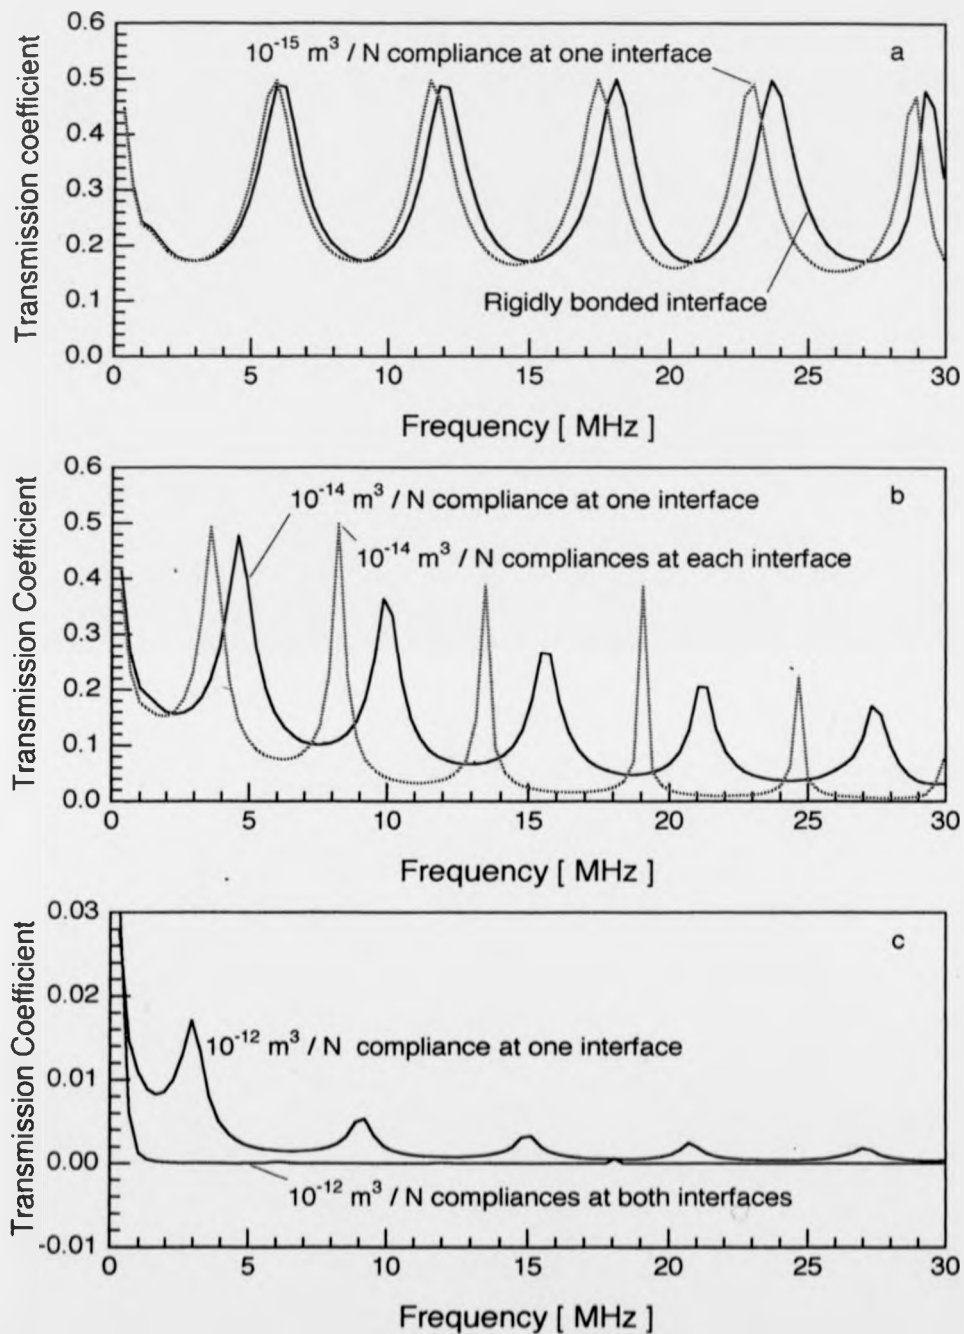 0.6
10⁻¹⁵ m³ / N compliance at one interface
a
0.5
0.4
0.3
0.2
0.1
0.0
Transmission coefficient
Rigidly bonded interface
0 5 10 15 20 25 30
Frequency [ MHz ]
0.6
10⁻¹⁴ m³ / N compliance at one interface
b
0.5
10⁻¹⁴ m³ / N compliances at each interface
0.4
0.3
0.2
0.1
0.0
Transmission Coefficient
0 5 10 15 20 25 30
Frequency [ MHz ]
0.03
c
0.02
10⁻¹² m³ / N compliance at one interface
0.01
0.00
10⁻¹² m³ / N compliances at both interfaces
-0.01
Transmission Coefficient
0 5 10 15 20 25 30
Frequency [ MHz ]